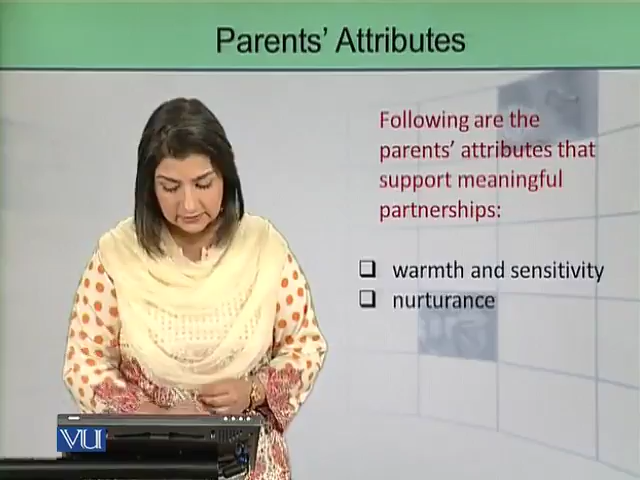 Parents' Attributes
Following are the
parents' attributes that
support meaningful
partnerships:
warmth and sensitivity
nurturance
VU